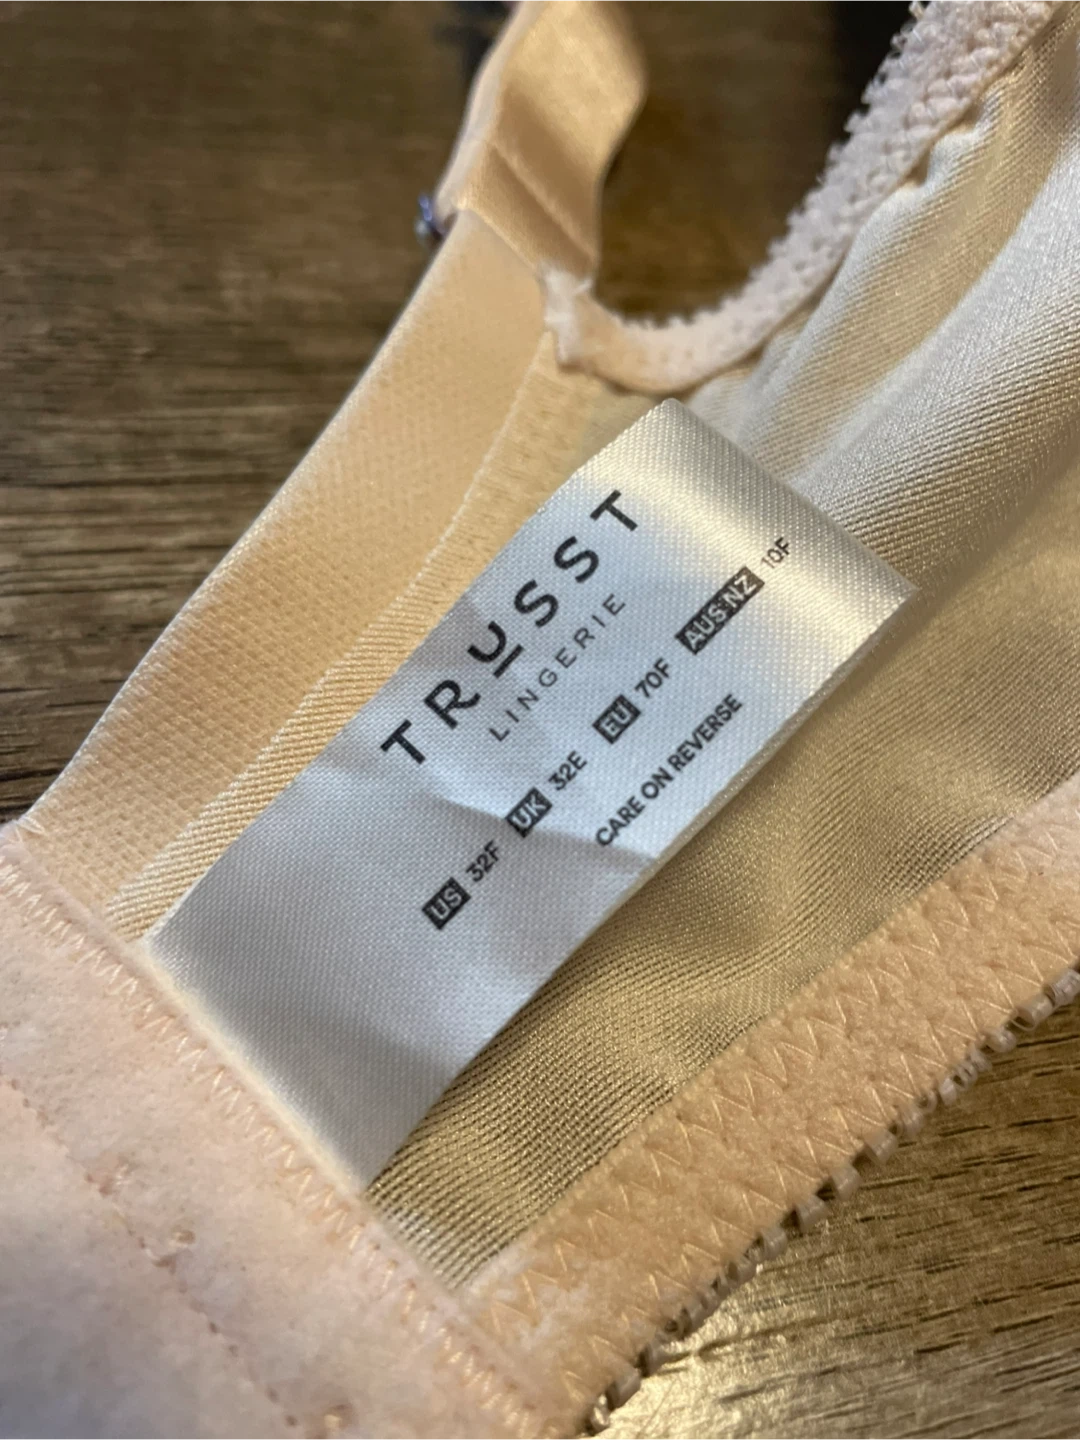 TRUSST
LINGERIE
US 32F UK 32E EU 70F AUS NZ 10F
CARE ON REVERSE